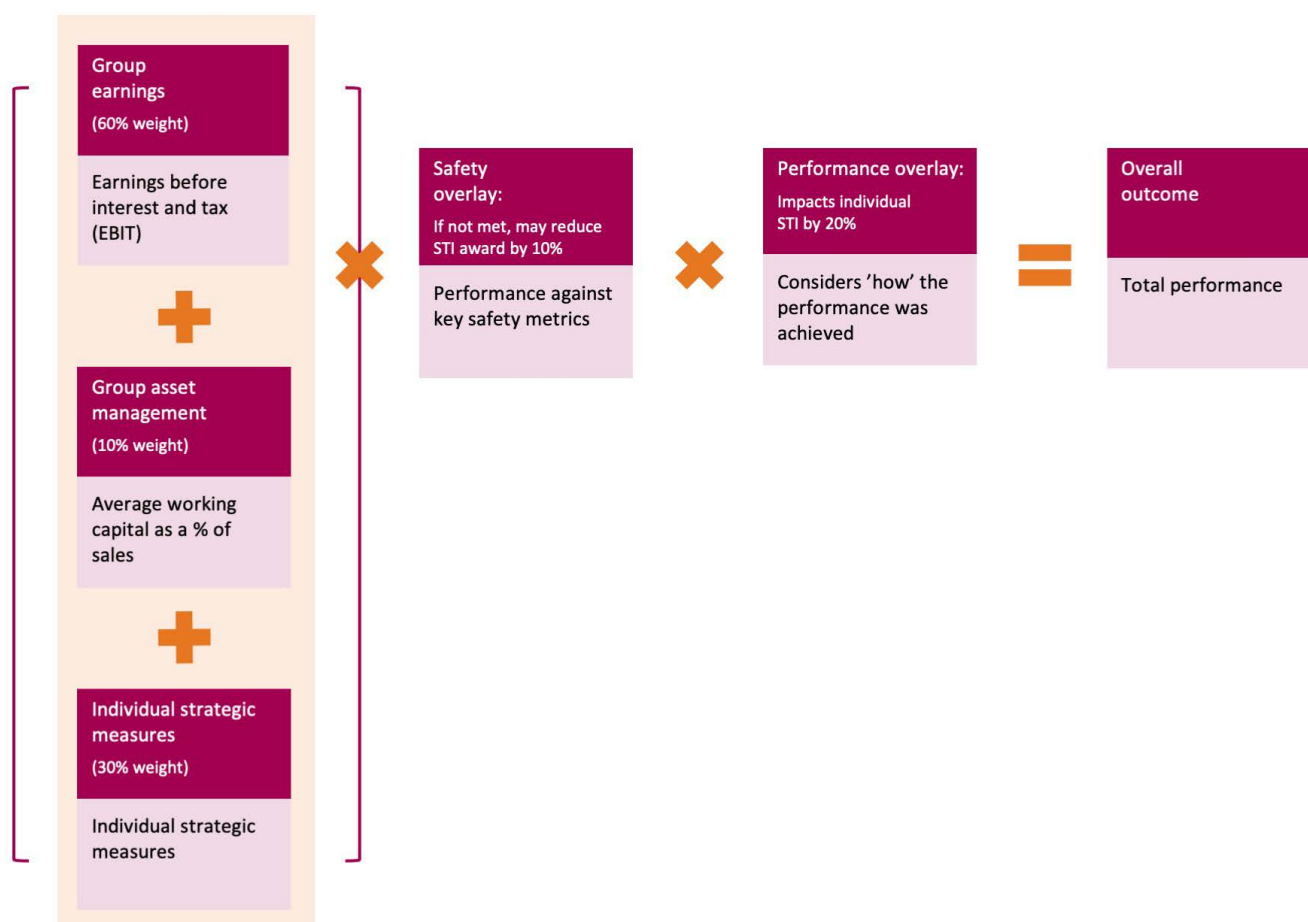 Group
earnings
(60% weight)
Earnings before
interest and tax
(EBIT)
Group asset
management
(10% weight)
Average working
capital as a % of
sales
Individual strategic
measures
(30% weight)
Individual strategic
measures
Safety
overlay:
If not met, may reduce
STI award by 10%
Performance against
key safety metrics
Performance overlay:
Impacts individual
STI by 20%
Considers ’how’ the
performance was
achieved
Overall
outcome
Total performance